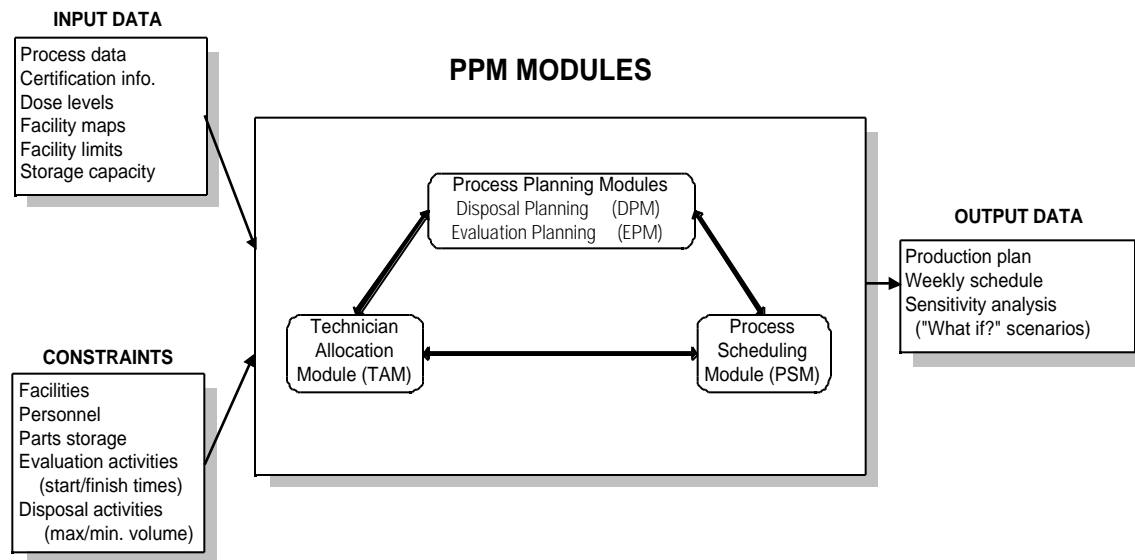 INPUT DATA
Process data
Certification info.
Dose levels
Facility maps
Facility limits
Storage capacity
CONSTRAINTS
Facilities
Personnel
Parts storage
Evaluation activities
(start/finish times)
Disposal activities
(max/min. volume)
PPM MODULES
Process Planning Modules
Disposal Planning (DPM)
Evaluation Planning (EPM)
Technician
Allocation
Module (TAM)
Process
Scheduling
Module (PSM)
OUTPUT DATA
Production plan
Weekly schedule
Sensitivity analysis
("What if?" scenarios)